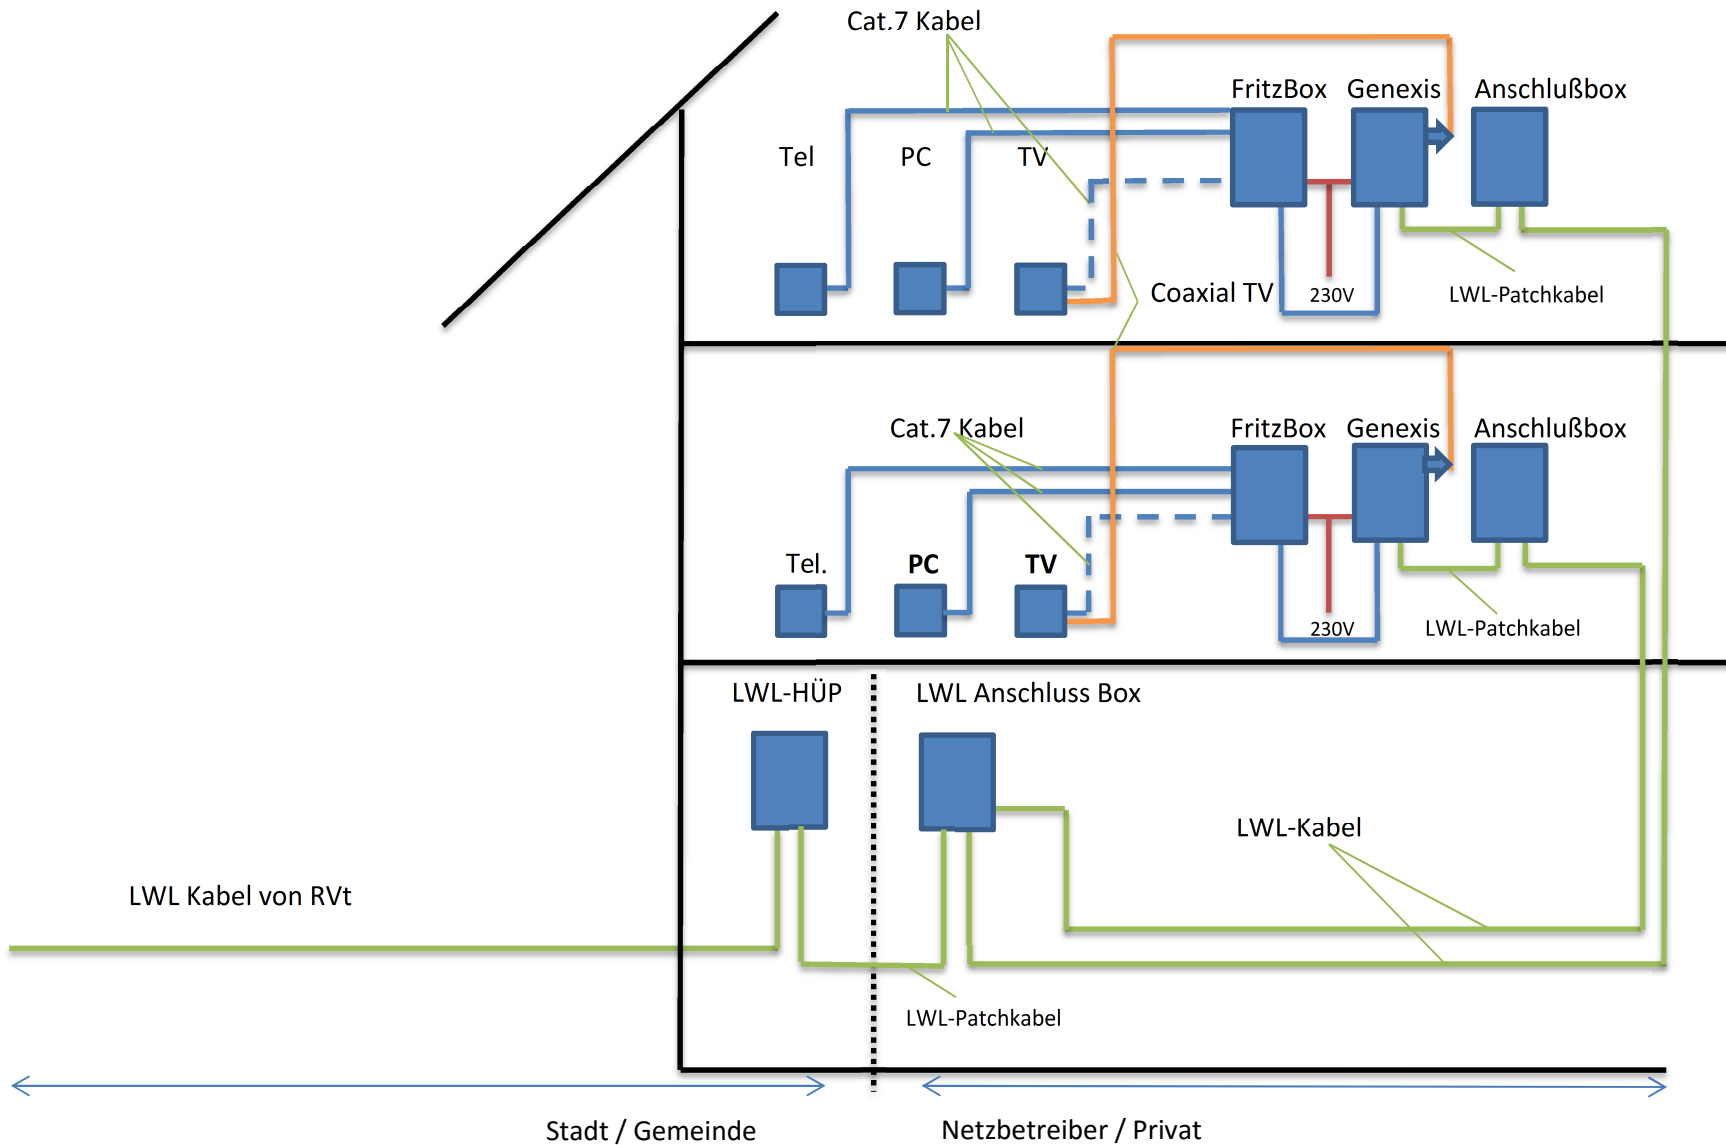 Cat.7 Kabel
FritzBox Genexis Anschlußbox
Tel PC TV
Coaxial TV 230V LWL-Patchkabel
Cat.7 Kabel FritzBox Genexis Anschlußbox
Tel. PC TV
230V LWL-Patchkabel
LWL-HÜP LWL Anschluss Box
LWL-Kabel
LWL Kabel von RVt
LWL-Patchkabel
Stadt / Gemeinde Netzbetreiber / Privat